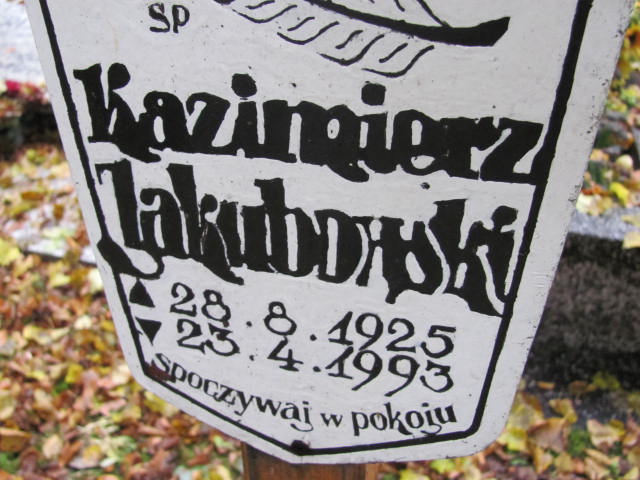 SP
Kazimierz
Jakubowski
▲ 28.8.1925
▼ 23.4.1993
spoczywaj w pokoju